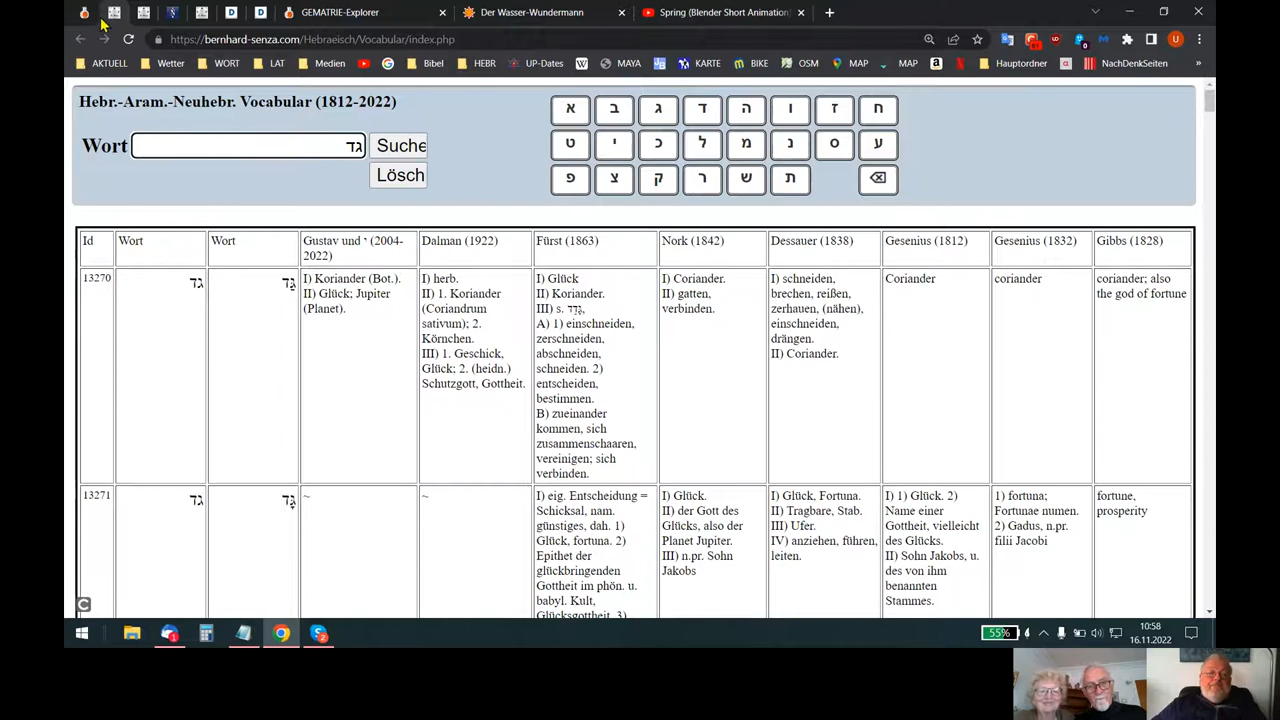 GEMATRIE-Explorer
Der Wasser-Wundermann
Spring (Blender Short Animation)
https://bernhard-senza.com/Hebraeisch/Vocabular/index.php
AKTUELL Wetter WORT LAT Medien Bibel HEBR UP-Dates MAYA KARTE BIKE OSM MAP MAP Hauptordner NachDenkSeiten
Hebr.-Aram.-Neuhebr. Vocabular (1812-2022)
Wort גד Suche
Lösch
א ב ג ד ה ו ז ח
ט י כ ל מ נ ס ע
פ צ ק ר ש ת
Id Wort Wort Gustav und י (2004-2022) Dalman (1922) Fürst (1863) Nork (1842) Dessauer (1838) Gesenius (1812) Gesenius (1832) Gibbs (1828)
13270
גד
גַּד
I) Koriander (Bot.).
II) Glück; Jupiter
(Planet).
I) herb.
II) 1. Koriander
(Coriandrum
sativum); 2.
Körnchen.
III) 1. Geschick,
Glück; 2. (heidn.)
Schutzgott, Gottheit.
I) Glück
II) Koriander.
III) s. גָּדַד,
A) 1) einschneiden,
zerschneiden,
abschneiden,
schneiden. 2)
entscheiden,
bestimmen.
B) zueinander
kommen, sich
zusammenschaaren,
vereinigen; sich
verbinden.
I) Coriander.
II) gatten,
verbinden.
I) schneiden,
brechen, reißen,
zerhauen, (nähen),
einschneiden,
drängen.
II) Coriander.
Coriander
coriander
coriander; also
the god of fortune
13271
גד
גָּד
~
~
I) eig. Entscheidung =
Schicksal, nam.
günstiges, dah. 1)
Glück, fortuna. 2)
Epithet der
glückbringenden
Gottheit im phön. u.
babyl. Kult,
Glücksgottheit. 3)
I) Glück.
II) der Gott des
Glücks, also der
Planet Jupiter.
III) n.pr. Sohn
Jakobs
I) Glück, Fortuna.
II) Tragbare, Stab.
III) Ufer.
IV) anziehen, führen,
leiten.
I) 1) Glück. 2)
Name einer
Gottheit, vielleicht
des Glücks.
II) Sohn Jakobs, u.
des von ihm
benannten
Stammes.
1) fortuna;
Fortunae numen.
2) Gadus, n.pr.
filii Jacobi
fortune,
prosperity
55%
10:58
16.11.2022